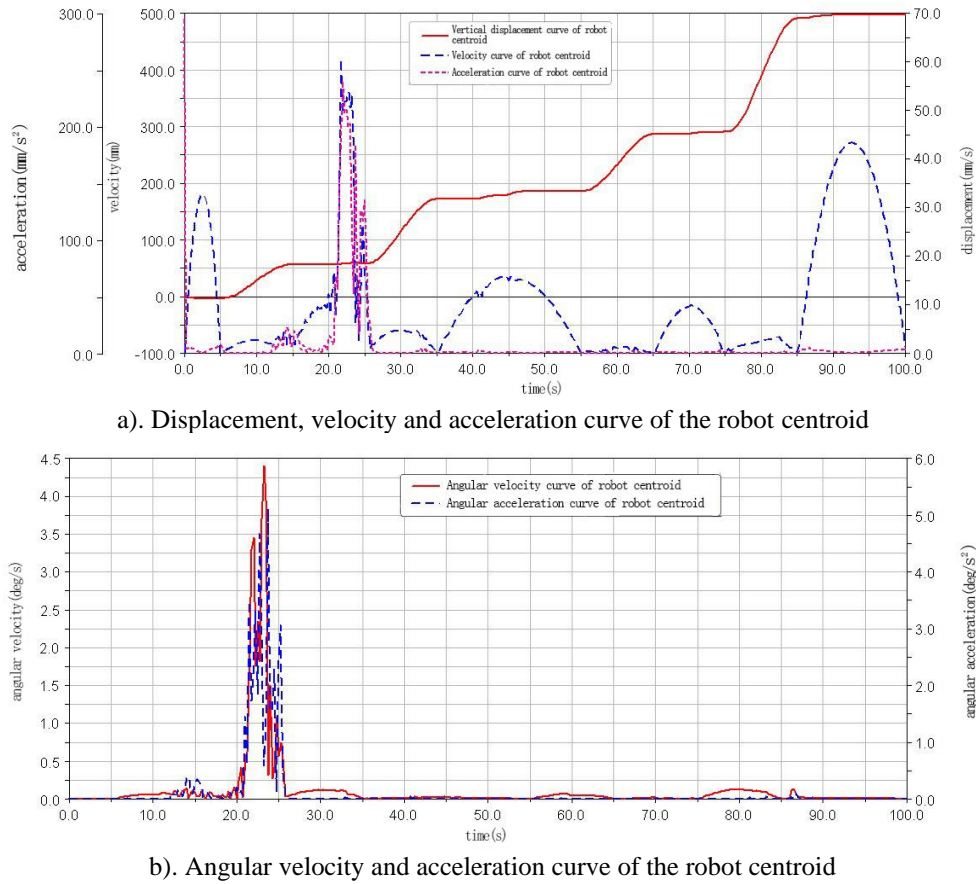 300.0
200.0
100.0
0.0
acceleration(mm/s²)
500.0
400.0
300.0
200.0
100.0
0.0
-100.0
velocity(mm)
Vertical displacement curve of robot
centroid
Velocity curve of robot centroid
Acceleration curve of robot centroid
70.0
60.0
50.0
40.0
30.0
20.0
10.0
0.0
displacement(mm/s)
0.0 10.0 20.0 30.0 40.0 50.0 60.0 70.0 80.0 90.0 100.0
time(s)
a). Displacement, velocity and acceleration curve of the robot centroid
4.5
4.0
3.5
3.0
2.5
2.0
1.5
1.0
0.5
0.0
angular velocity(deg/s)
Angular velocity curve of robot centroid
Angular acceleration curve of robot centroid
6.0
5.0
4.0
3.0
2.0
1.0
0.0
angular acceleration(deg/s²)
0.0 10.0 20.0 30.0 40.0 50.0 60.0 70.0 80.0 90.0 100.0
time(s)
b). Angular velocity and acceleration curve of the robot centroid